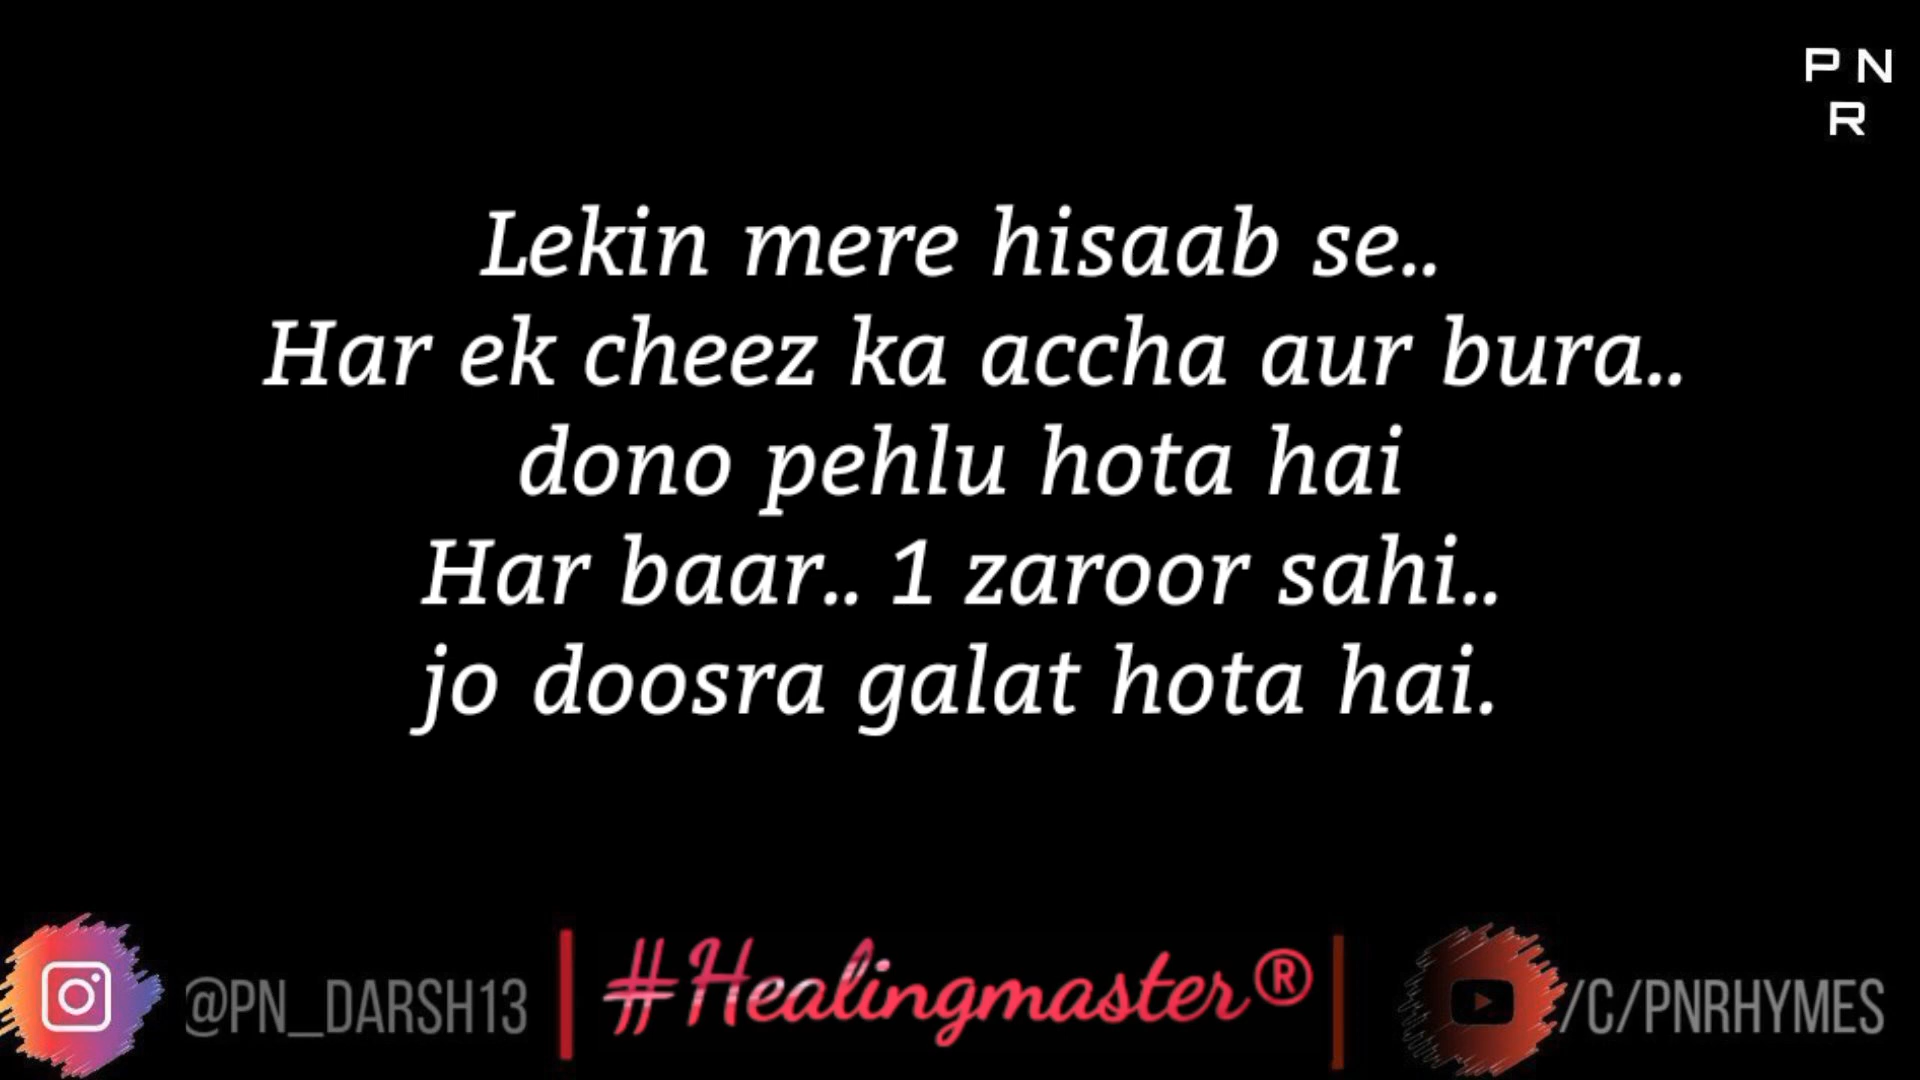 P N
R
Lekin mere hisaab se..
Har ek cheez ka accha aur bura..
dono pehlu hota hai
Har baar.. 1 zaroor sahi..
jo doosra galat hota hai.
@PN_DARSH13 | #Healingmaster® | /C/PNRHYMES